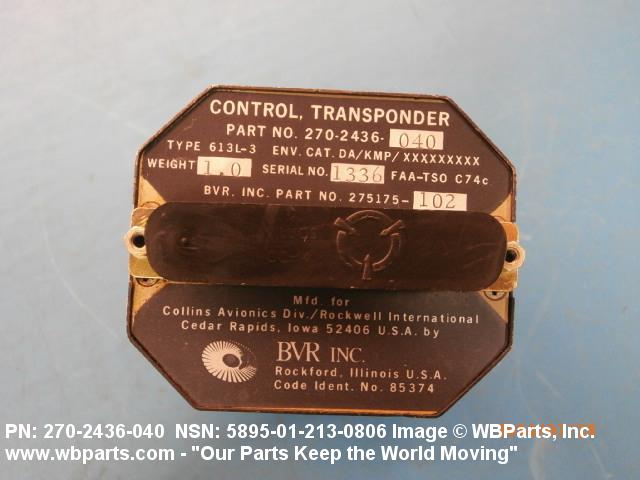 CONTROL, TRANSPONDER
PART NO. 270-2436- 040
TYPE 613L-3 ENV. CAT. DA/KMP/XXXXXXXXX
WEIGHT 1.0 SERIAL NO. 1336 FAA-TSO C74c
BVR. INC. PART NO. 275175- 102
Mfd. for
Collins Avionics Div./Rockwell International
Cedar Rapids, Iowa 52406 U.S.A. by
BVR INC.
Rockford, Illinois U.S.A.
Code Ident. No. 85374
PN: 270-2436-040 NSN: 5895-01-213-0806 Image © WBParts, Inc.
www.wbparts.com - "Our Parts Keep the World Moving"